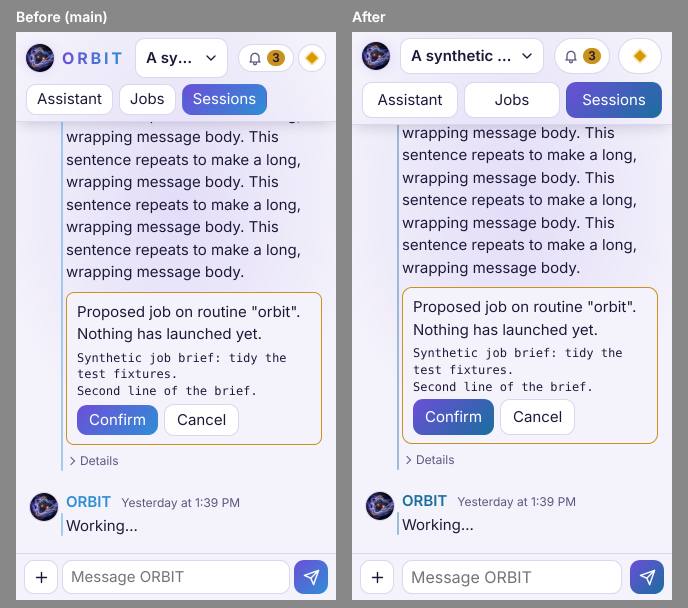 Before (main)
ORBIT
A sy...
3
Assistant
Jobs
Sessions
wrapping message body. This
sentence repeats to make a long,
wrapping message body. This
sentence repeats to make a long,
wrapping message body. This
sentence repeats to make a long,
wrapping message body.
Proposed job on routine "orbit".
Nothing has launched yet.
Synthetic job brief: tidy the
test fixtures.
Second line of the brief.
Confirm
Cancel
Details
ORBIT Yesterday at 1:39 PM
Working...
+
Message ORBIT
After
A synthetic ...
3
Assistant
Jobs
Sessions
wrapping message body. This
sentence repeats to make a long,
wrapping message body. This
sentence repeats to make a long,
wrapping message body. This
sentence repeats to make a long,
wrapping message body.
Proposed job on routine "orbit".
Nothing has launched yet.
Synthetic job brief: tidy the
test fixtures.
Second line of the brief.
Confirm
Cancel
Details
ORBIT Yesterday at 1:39 PM
Working...
+
Message ORBIT